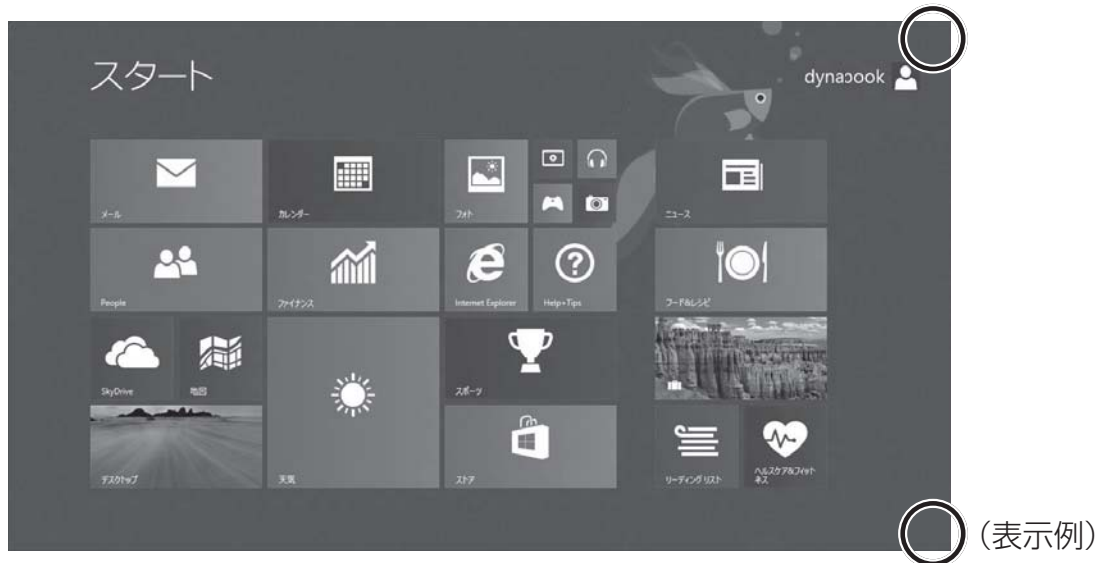 スタート
dynabook
メール
カレンダー
フォト
ニュース
People
ファイナンス
Internet Explorer
Help+Tips
フード&レシピ
SkyDrive
地図
スポーツ
デスクトップ
天気
ストア
リーディング リスト
ヘルスケア&フィット
ネス
(表示例)